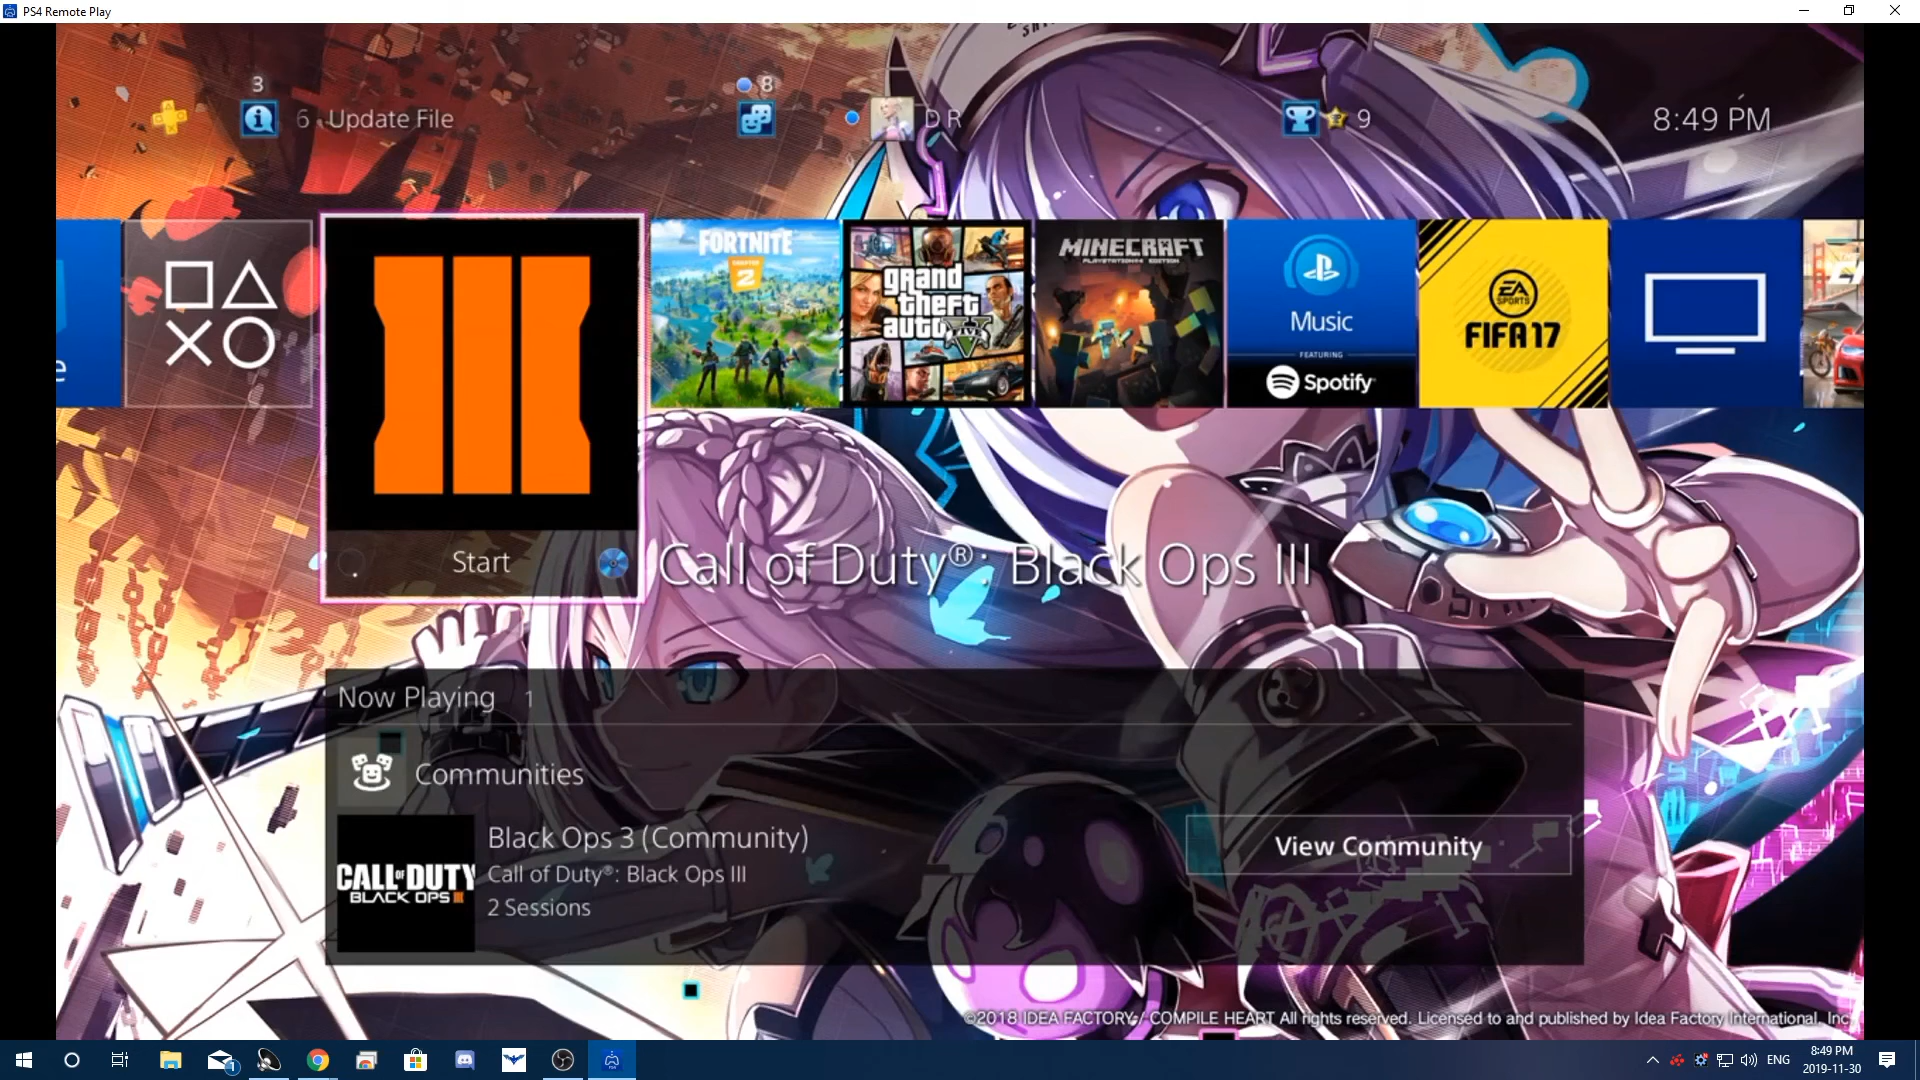 PS4 Remote Play
3
8
6 Update File
D R
9
8:49 PM
e
FORTNITE
CHAPTER
2
grand
theft
auto
V
FIVE
MINECRAFT
PLAYSTATION®4 EDITION
Music
FEATURING
Spotify
EA
SPORTS
FIFA 17
Start
Call of Duty®: Black Ops III
Now Playing 1
Communities
CALL OF DUTY
BLACK OPS III
Black Ops 3 (Community)
Call of Duty®: Black Ops III
2 Sessions
View Community
©2018 IDEA FACTORY / COMPILE HEART All rights reserved. Licensed to and published by Idea Factory International, Inc
1
ENG
8:49 PM
2019-11-30